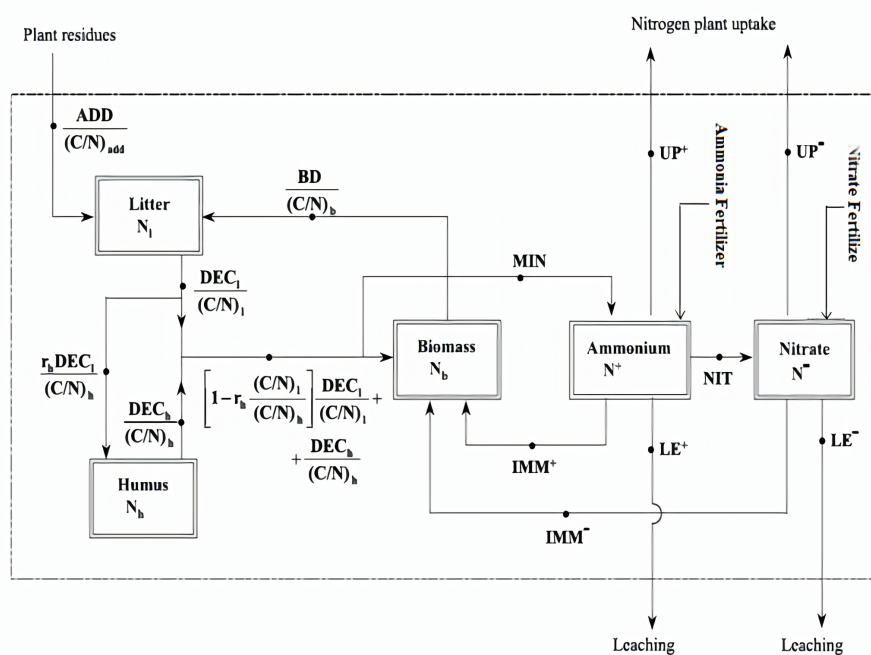 Plant residues
Nitrogen plant uptake
ADD
(C/N)add
UP+
Ammonia Fertilizer
UP-
Nitrate Fertilize
BD
(C/N)b
Litter
Nl
DECl
(C/N)l
MIN
rhDECl
(C/N)h
DECh
(C/N)h
[1-rh (C/N)l/(C/N)h] DECl/(C/N)l +
+ DECh/(C/N)h
Biomass
Nb
Ammonium
N+
NIT
Nitrate
N-
IMM+
LE+
LE-
Humus
Nh
IMM-
Leaching
Leaching